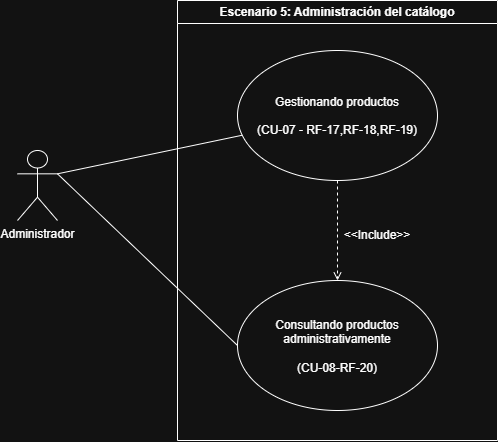 Escenario 5: Administración del catálogo
Gestionando productos
(CU-07 - RF-17,RF-18,RF-19)
Administrador
<<Include>>
Consultando productos
administrativamente
(CU-08-RF-20)